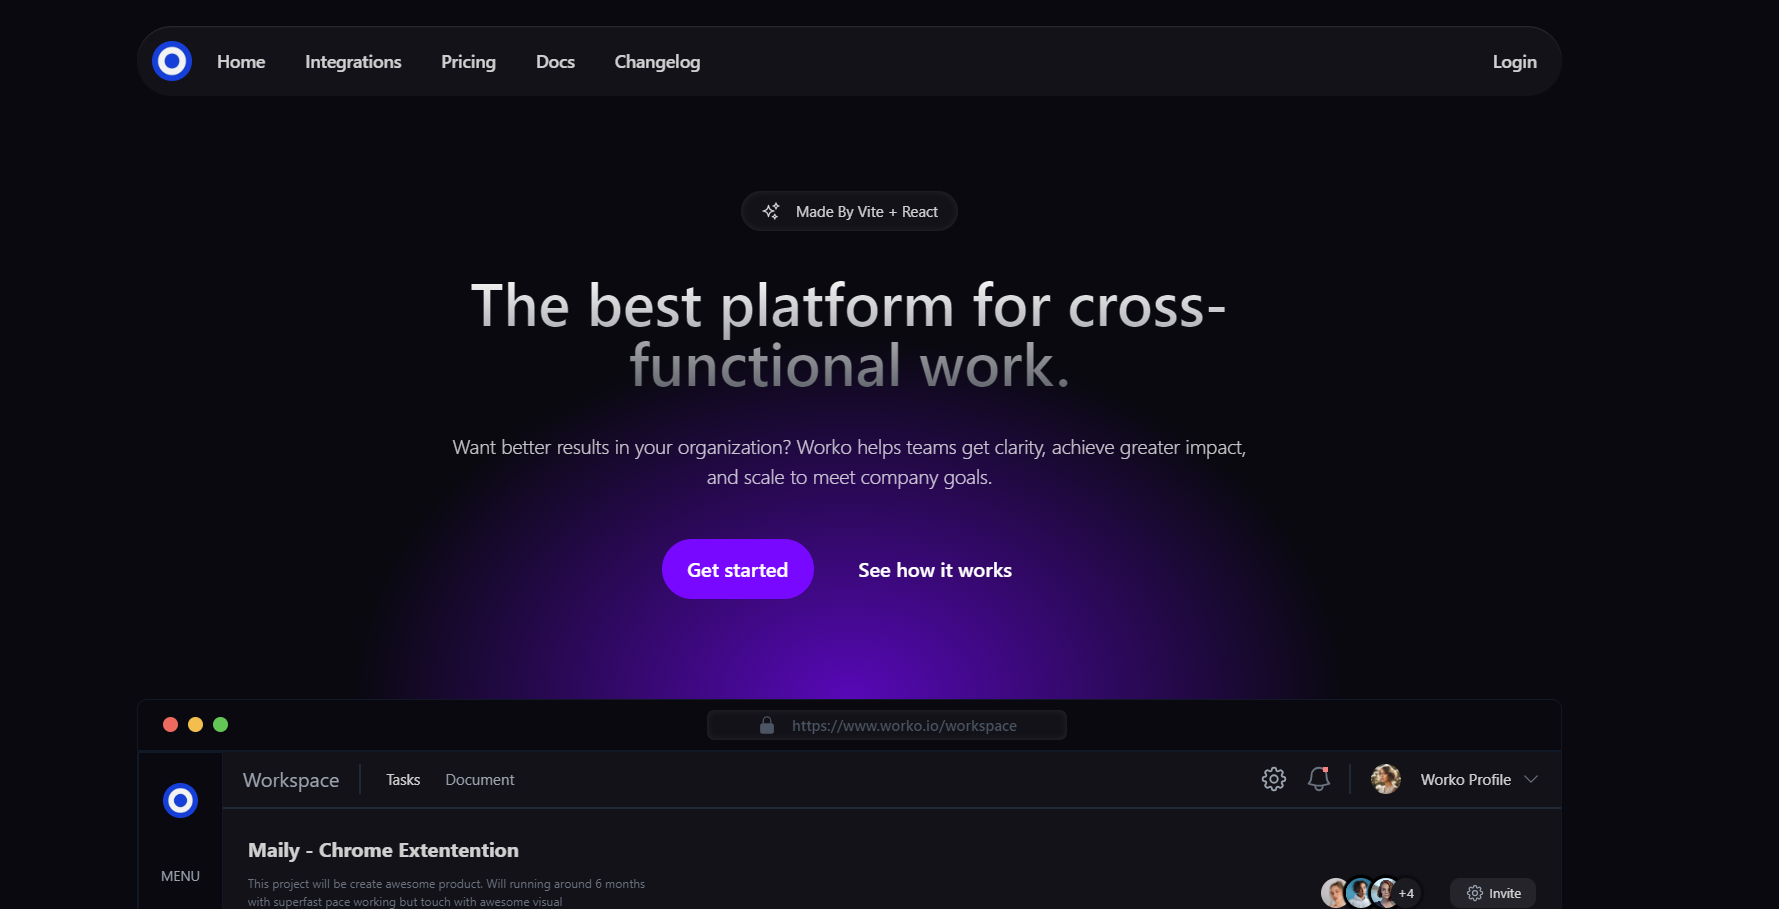 Home Integrations Pricing Docs Changelog Login
Made By Vite + React
The best platform for cross-
functional work.
Want better results in your organization? Worko helps teams get clarity, achieve greater impact,
and scale to meet company goals.
Get started See how it works
https://www.worko.io/workspace
Workspace Tasks Document Worko Profile
Maily - Chrome Extentention
MENU
This project will be create awesome product. Will running around 6 months
with superfast pace working but touch with awesome visual
+4 Invite